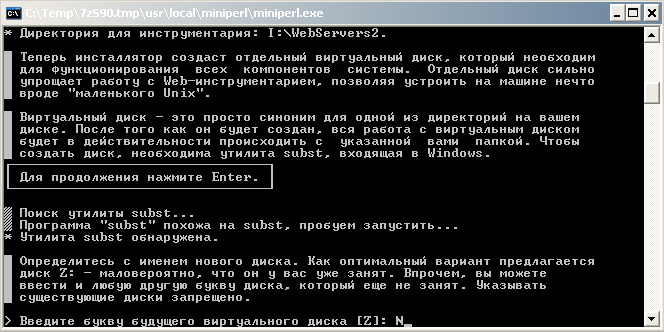 C:\Temp\7zS90.tmp\usr\local\miniperl\miniperl.exe
* Директория для инструментария: I:\WebServers2.
Теперь инсталлятор создаст отдельный виртуальный диск, который необходим
для функционирования всех компонентов системы. Отдельный диск сильно
упрощает работу с Web-инструментарием, позволяя устроить на машине нечто
вроде "маленького Unix".
Виртуальный диск - это просто синоним для одной из директорий на вашем
диске. После того как он будет создан, вся работа с виртуальным диском
будет в действительности происходить с указанной вами папкой. Чтобы
создать диск, необходима утилита subst, входящая в Windows.
Для продолжения нажмите Enter.
Поиск утилиты subst...
Программа "subst" похожа на subst, пробуем запустить...
* Утилита subst обнаружена.
Определитесь с именем нового диска. Как оптимальный вариант предлагается
диск Z: - маловероятно, что он у вас уже занят. Впрочем, вы можете
ввести и любую другую букву диска, который еще не занят. Указывать
существующие диски запрещено.
> Введите букву будущего виртуального диска [Z]: N_